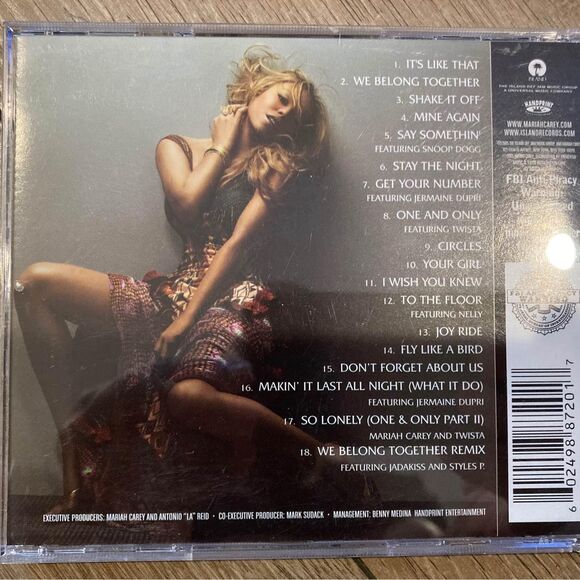 1. IT'S LIKE THAT
2. WE BELONG TOGETHER
3. SHAKE IT OFF
4. MINE AGAIN
5. SAY SOMETHIN'
FEATURING SNOOP DOGG
6. STAY THE NIGHT
7. GET YOUR NUMBER
FEATURING JERMAINE DUPRI
8. ONE AND ONLY
FEATURING TWISTA
9. CIRCLES
10. YOUR GIRL
11. I WISH YOU KNEW
12. TO THE FLOOR
FEATURING NELLY
13. JOY RIDE
14. FLY LIKE A BIRD
15. DON'T FORGET ABOUT US
16. MAKIN' IT LAST ALL NIGHT (WHAT IT DO)
FEATURING JERMAINE DUPRI
17. SO LONELY (ONE & ONLY PART II)
MARIAH CAREY AND TWISTA
18. WE BELONG TOGETHER REMIX
FEATURING JADAKISS AND STYLES P.
EXECUTIVE PRODUCERS: MARIAH CAREY AND ANTONIO "LA" REID • CO-EXECUTIVE PRODUCER: MARK SUDACK • MANAGEMENT: BENNY MEDINA HANDPRINT ENTERTAINMENT
ISLAND
THE ISLAND DEF JAM MUSIC GROUP
A UNIVERSAL MUSIC COMPANY
HANDPRINT
WWW.MARIAHCAREY.COM
WWW.ISLANDRECORDS.COM
FBI Anti-Piracy
6 02498 87201 7